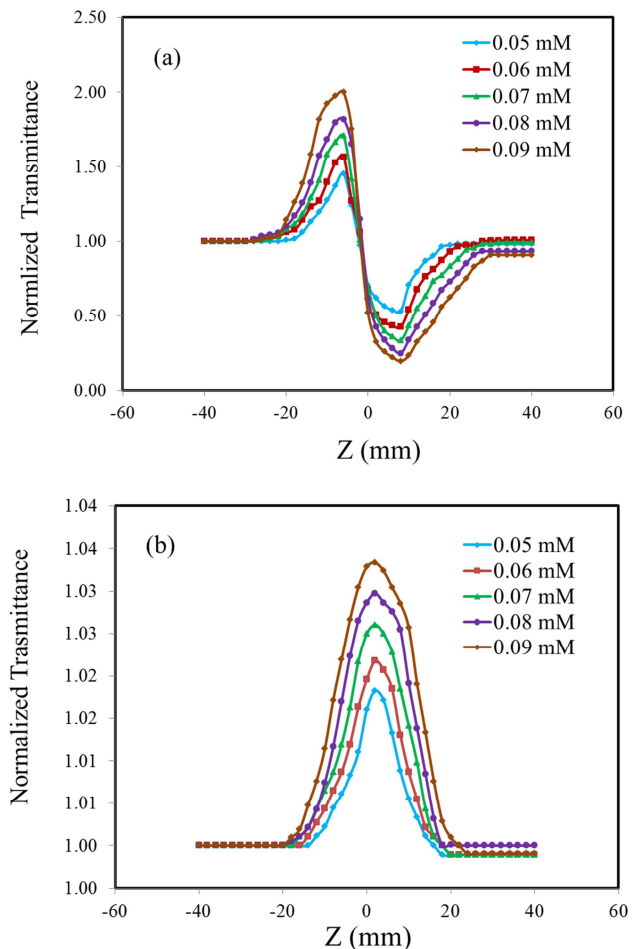 (a)
0.05 mM
0.06 mM
0.07 mM
0.08 mM
0.09 mM
2.50
2.00
1.50
1.00
0.50
0.00
Normlized Transmittance
-60
-40
-20
0
20
40
60
Z (mm)
(b)
0.05 mM
0.06 mM
0.07 mM
0.08 mM
0.09 mM
1.04
1.04
1.03
1.03
1.02
1.02
1.01
1.01
1.00
1.00
Normalized Trasmittance
-60
-40
-20
0
20
40
60
Z (mm)